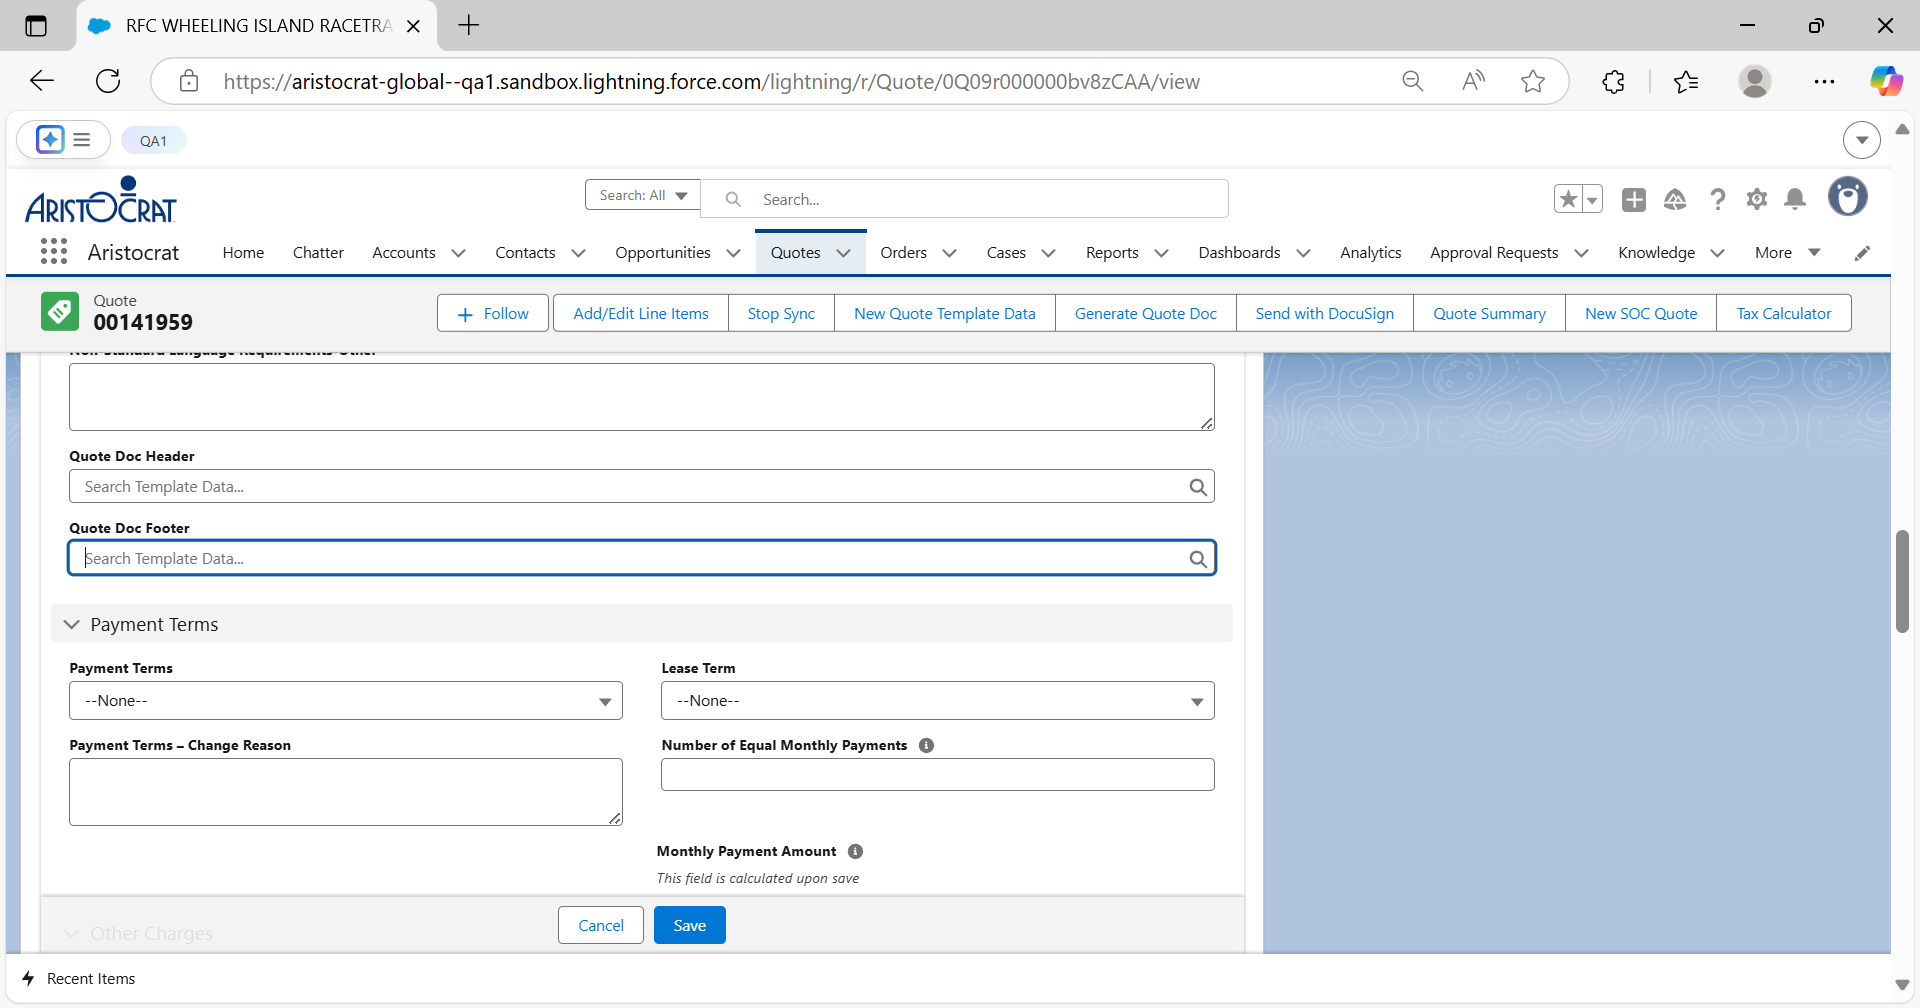 RFC WHEELING ISLAND RACETRA
https://aristocrat-global--qa1.sandbox.lightning.force.com/lightning/r/Quote/0Q09r000000bv8zCAA/view
QA1
ARISTOCRAT
Search: All
Search...
Aristocrat
Home
Chatter
Accounts
Contacts
Opportunities
Quotes
Orders
Cases
Reports
Dashboards
Analytics
Approval Requests
Knowledge
More
Quote
00141959
Follow
Add/Edit Line Items
Stop Sync
New Quote Template Data
Generate Quote Doc
Send with DocuSign
Quote Summary
New SOC Quote
Tax Calculator
Non-Standard Language Requirements-Other
Quote Doc Header
Search Template Data...
Quote Doc Footer
Search Template Data...
Payment Terms
Payment Terms
Lease Term
--None--
--None--
Payment Terms – Change Reason
Number of Equal Monthly Payments
Monthly Payment Amount
This field is calculated upon save
Other Charges
Cancel
Save
Recent Items